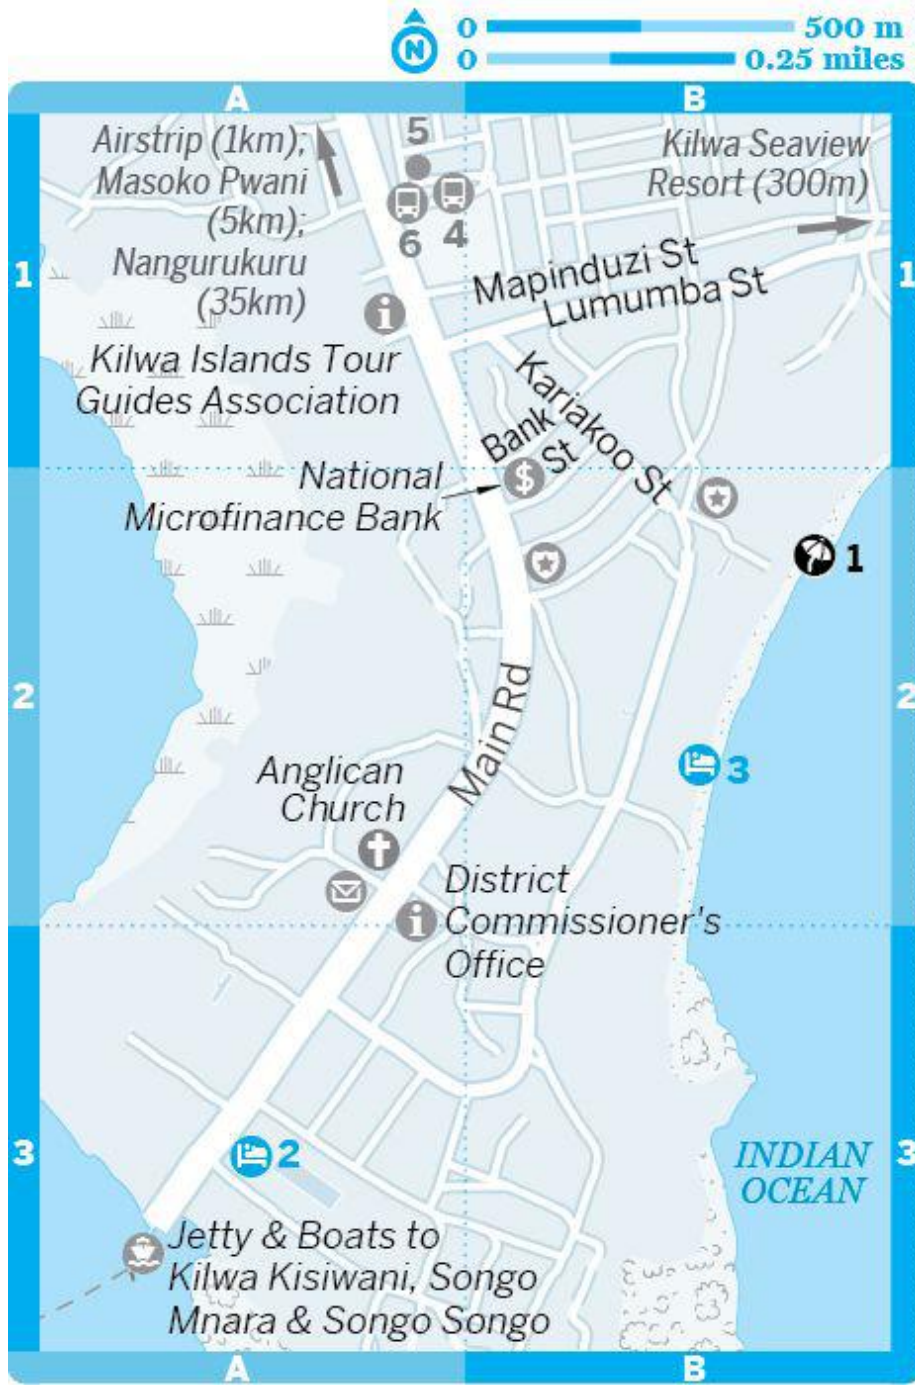 N
0 500 m
0 0.25 miles
A B
1 1
5
6 4
Airstrip (1km);
Masoko Pwani
(5km);
Nangurukuru
(35km)
Kilwa Seaview
Resort (300m)
Mapinduzi St
Lumumba St
Kilwa Islands Tour
Guides Association
Kariakoo St
Bank
St
$
National
Microfinance Bank
1
2 2
Main Rd
3
Anglican
Church
District
Commissioner's
Office
3 3
2
INDIAN
OCEAN
Jetty & Boats to
Kilwa Kisiwani, Songo
Mnara & Songo Songo
A B